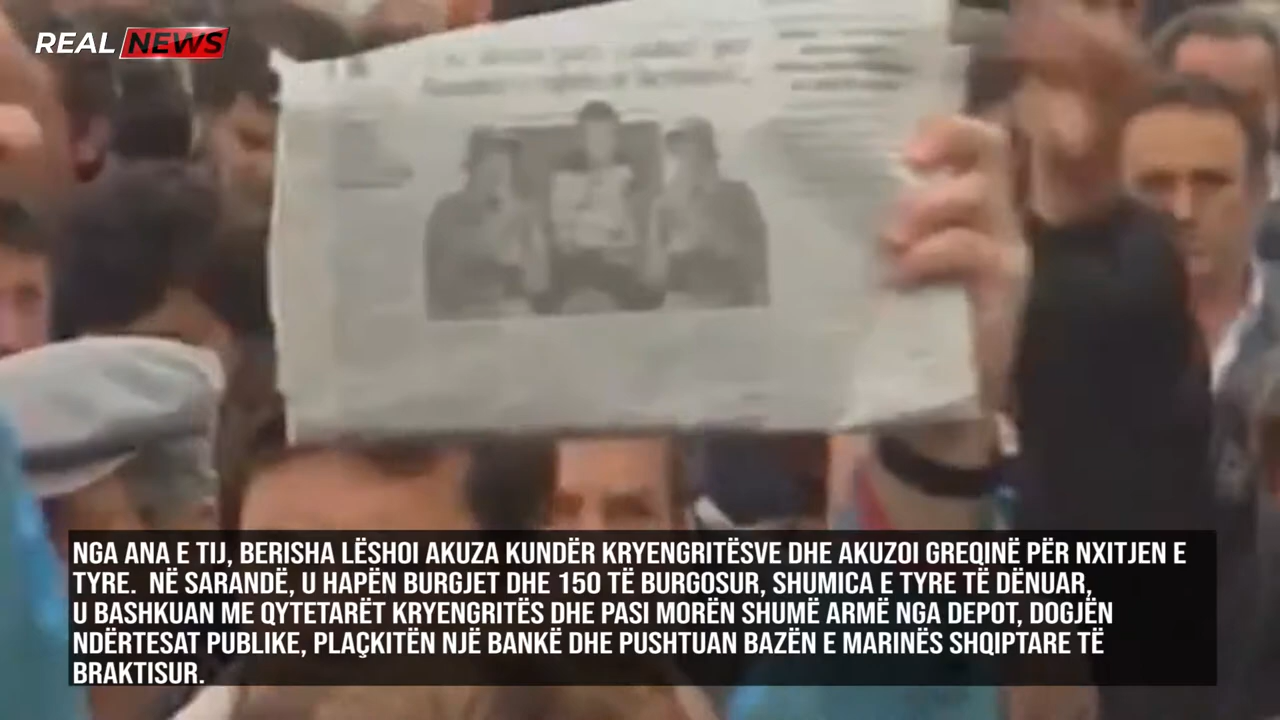 REAL NEWS
NGA ANA E TIJ, BERISHA LËSHOI AKUZA KUNDËR KRYENGRITËSVE DHE AKUZOI GREQINË PËR NXITJEN E
TYRE.  NË SARANDË, U HAPËN BURGJET DHE 150 TË BURGOSUR, SHUMICA E TYRE TË DËNUAR,
U BASHKUAN ME QYTETARËT KRYENGRITËS DHE PASI MORËN SHUMË ARMË NGA DEPOT, DOGJËN
NDËRTESAT PUBLIKE, PLAÇKITËN NJË BANKË DHE PUSHTUAN BAZËN E MARINËS SHQIPTARE TË
BRAKTISUR.